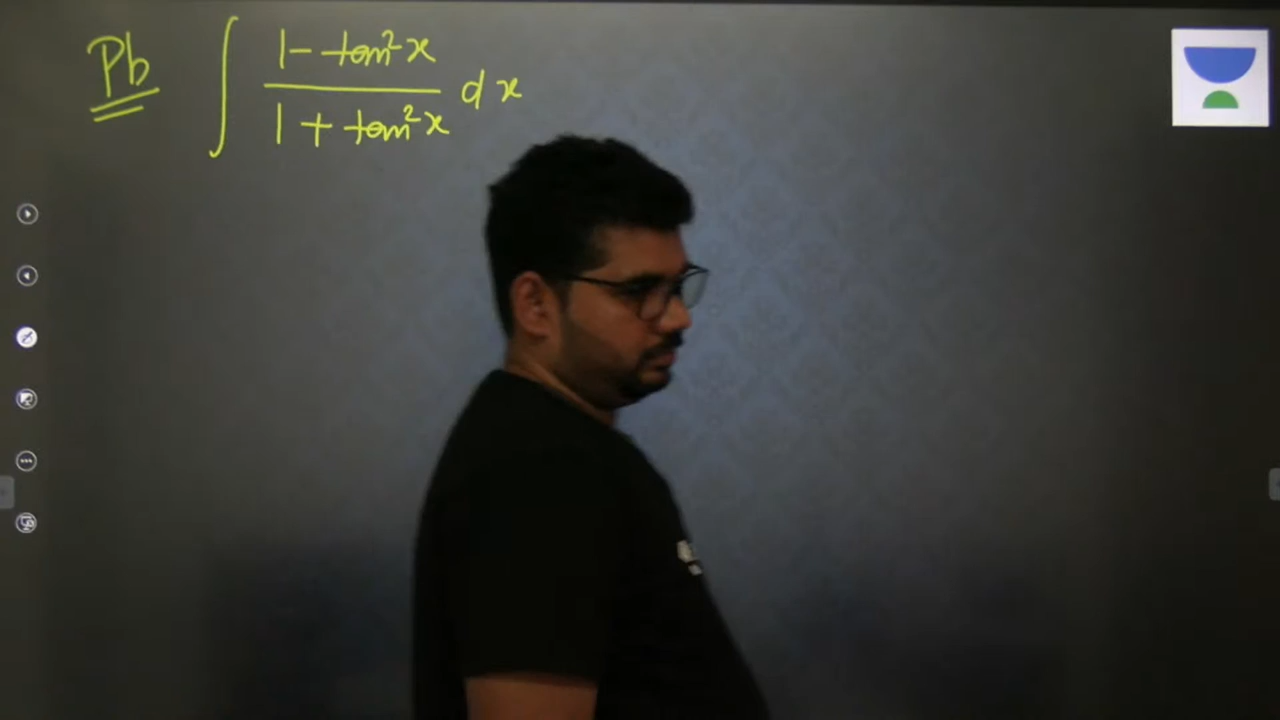 Pb ∫ (1 - tan²x)/(1 + tan²x) dx